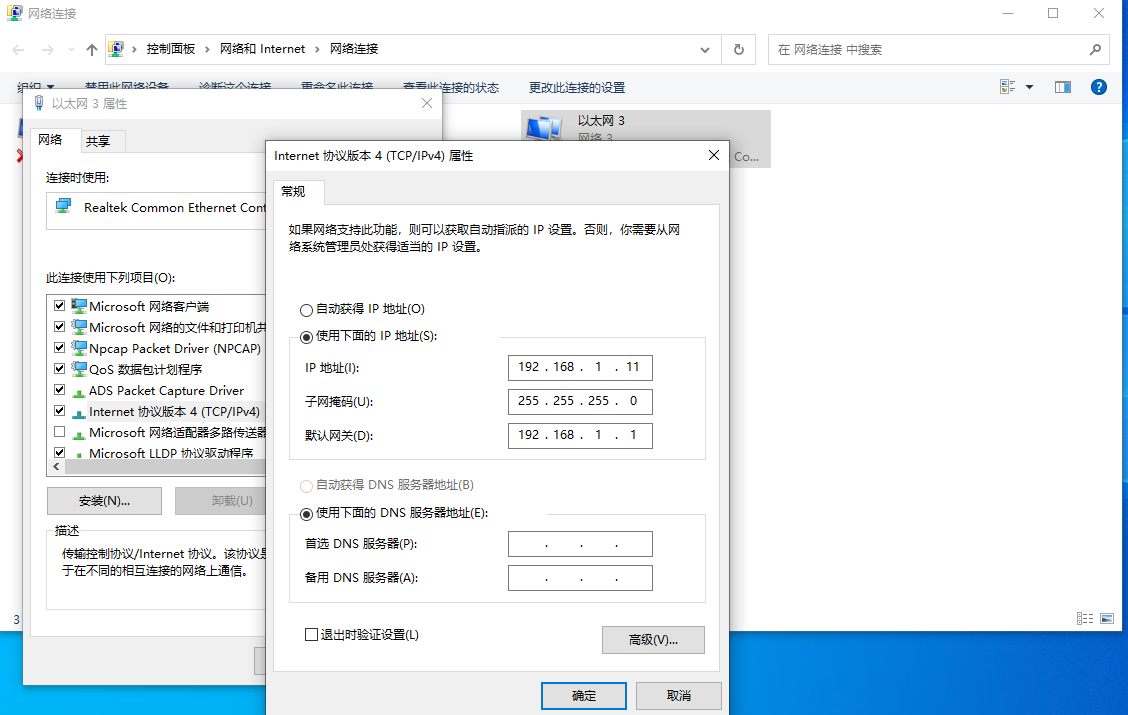 网络连接
控制面板 › 网络和 Internet › 网络连接
在 网络连接 中搜索
组织 禁用此网络设备 诊断这个连接 重命名此连接 查看此连接的状态 更改此连接的设置
以太网 3
网络 3
Co...
以太网 3 属性
网络 共享
连接时使用:
Realtek Common Ethernet Cont
此连接使用下列项目(O):
Microsoft 网络客户端
Microsoft 网络的文件和打印机共
Npcap Packet Driver (NPCAP)
QoS 数据包计划程序
ADS Packet Capture Driver
Internet 协议版本 4 (TCP/IPv4)
Microsoft 网络适配器多路传送器
Microsoft LLDP 协议驱动程序
安装(N)... 卸载(U)
描述
传输控制协议/Internet 协议。该协议是
于在不同的相互连接的网络上通信。
3
Internet 协议版本 4 (TCP/IPv4) 属性
常规
如果网络支持此功能，则可以获取自动指派的 IP 设置。否则，你需要从网
络系统管理员处获得适当的 IP 设置。
自动获得 IP 地址(O)
使用下面的 IP 地址(S):
IP 地址(I): 192 . 168 . 1 . 11
子网掩码(U): 255 . 255 . 255 . 0
默认网关(D): 192 . 168 . 1 . 1
自动获得 DNS 服务器地址(B)
使用下面的 DNS 服务器地址(E):
首选 DNS 服务器(P): . . .
备用 DNS 服务器(A): . . .
退出时验证设置(L)
高级(V)...
确定 取消